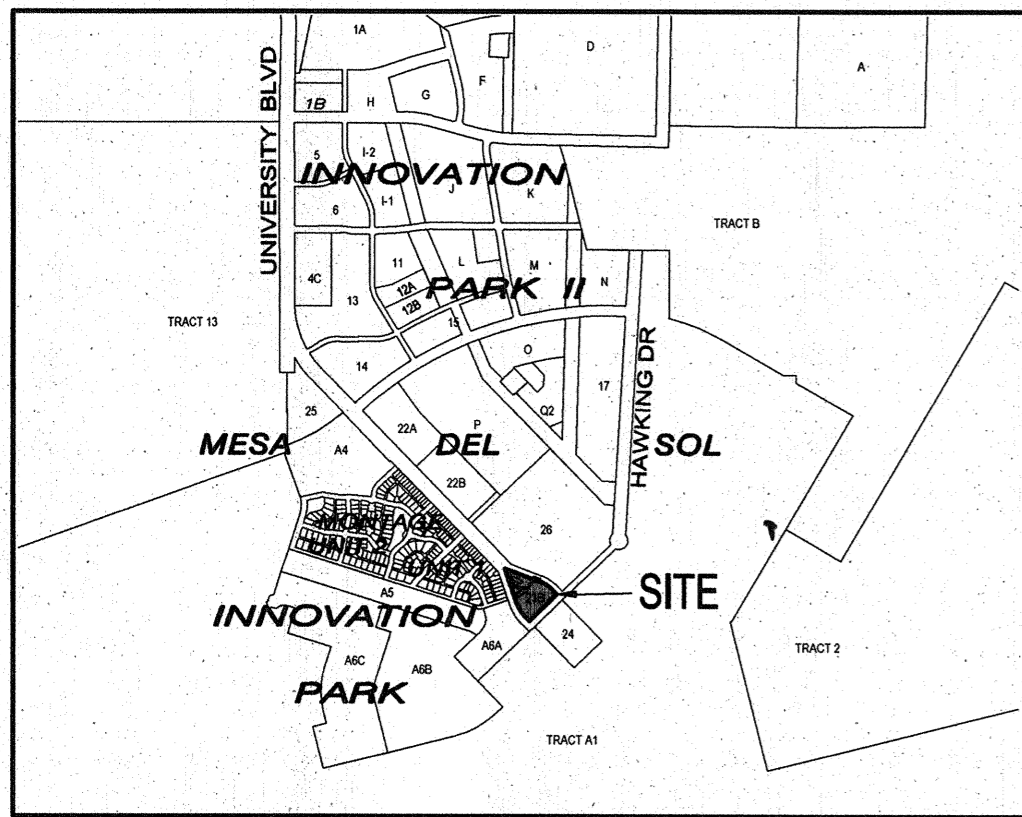 1A
D
A
F
G
H
1B
UNIVERSITY BLVD
5
I-2
INNOVATION
J
K
6
I-1
TRACT B
11
L
M
N
4C
12A
PARK II
12B
13
15
TRACT 13
O
14
17
HAWKING DR
25
22A
P
Q2
MESA
DEL
SOL
A4
22B
26
MONTAGE
UNIT 2
UNIT 1
A5
SITE
INNOVATION
24
A6A
A6C
A6B
TRACT 2
PARK
TRACT A1